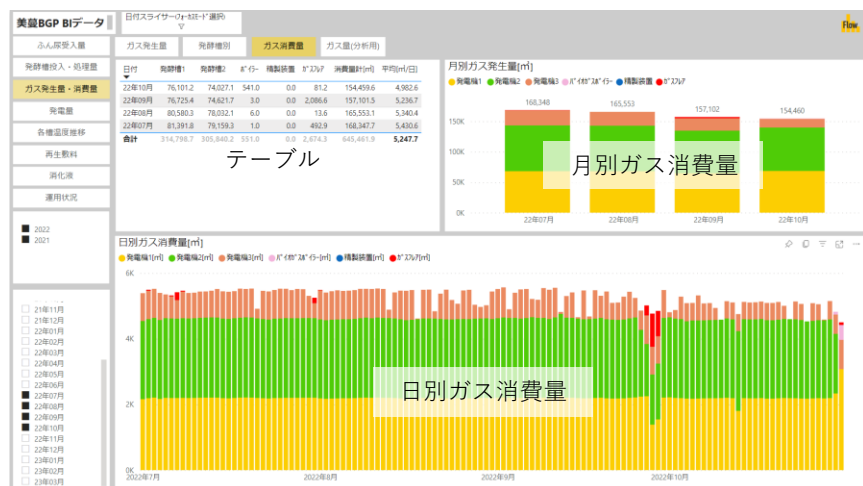 美蔓BGP BIデータ
日付スライサー(フォーカスモード選択)
Flow
ふん尿受入量
発酵槽投入・処理量
ガス発生量・消費量
発電量
各槽温度推移
再生敷料
消化液
運用状況
2022
2021
21年11月
21年12月
22年01月
22年02月
22年03月
22年04月
22年05月
22年06月
22年07月
22年08月
22年09月
22年10月
22年11月
22年12月
23年01月
23年02月
23年03月
ガス発生量 発酵槽別 ガス消費量 ガス量(分析用)
日付 発酵槽1 発酵槽2 ボイラー 精製装置 ガスフレア 消費量計[㎥] 平均[㎥/日]
22年10月 76,101.2 74,027.1 541.0 0.0 81.2 154,459.6 4,982.6
22年09月 76,725.4 74,621.7 3.0 0.0 2,086.6 157,101.5 5,236.7
22年08月 80,580.3 78,032.1 6.0 0.0 13.6 165,553.1 5,340.4
22年07月 81,391.8 79,159.3 1.0 0.0 492.9 168,347.7 5,430.6
合計 314,798.7 305,840.2 551.0 0.0 2,674.3 645,461.9 5,247.7
テーブル
月別ガス発生量[㎥]
発電機1 発電機2 発電機3 バイオガスボイラー 精製装置 ガスフレア
168,348 165,553 157,102 154,460
150K
100K
50K
0K
月別ガス消費量
22年07月 22年08月 22年09月 22年10月
日別ガス消費量[㎥]
発電機1[㎥] 発電機2[㎥] 発電機3[㎥] バイオガスボイラー[㎥] 精製装置[㎥] ガスフレア[㎥]
6K
4K
2K
0K
日別ガス消費量
2022年7月 2022年8月 2022年9月 2022年10月